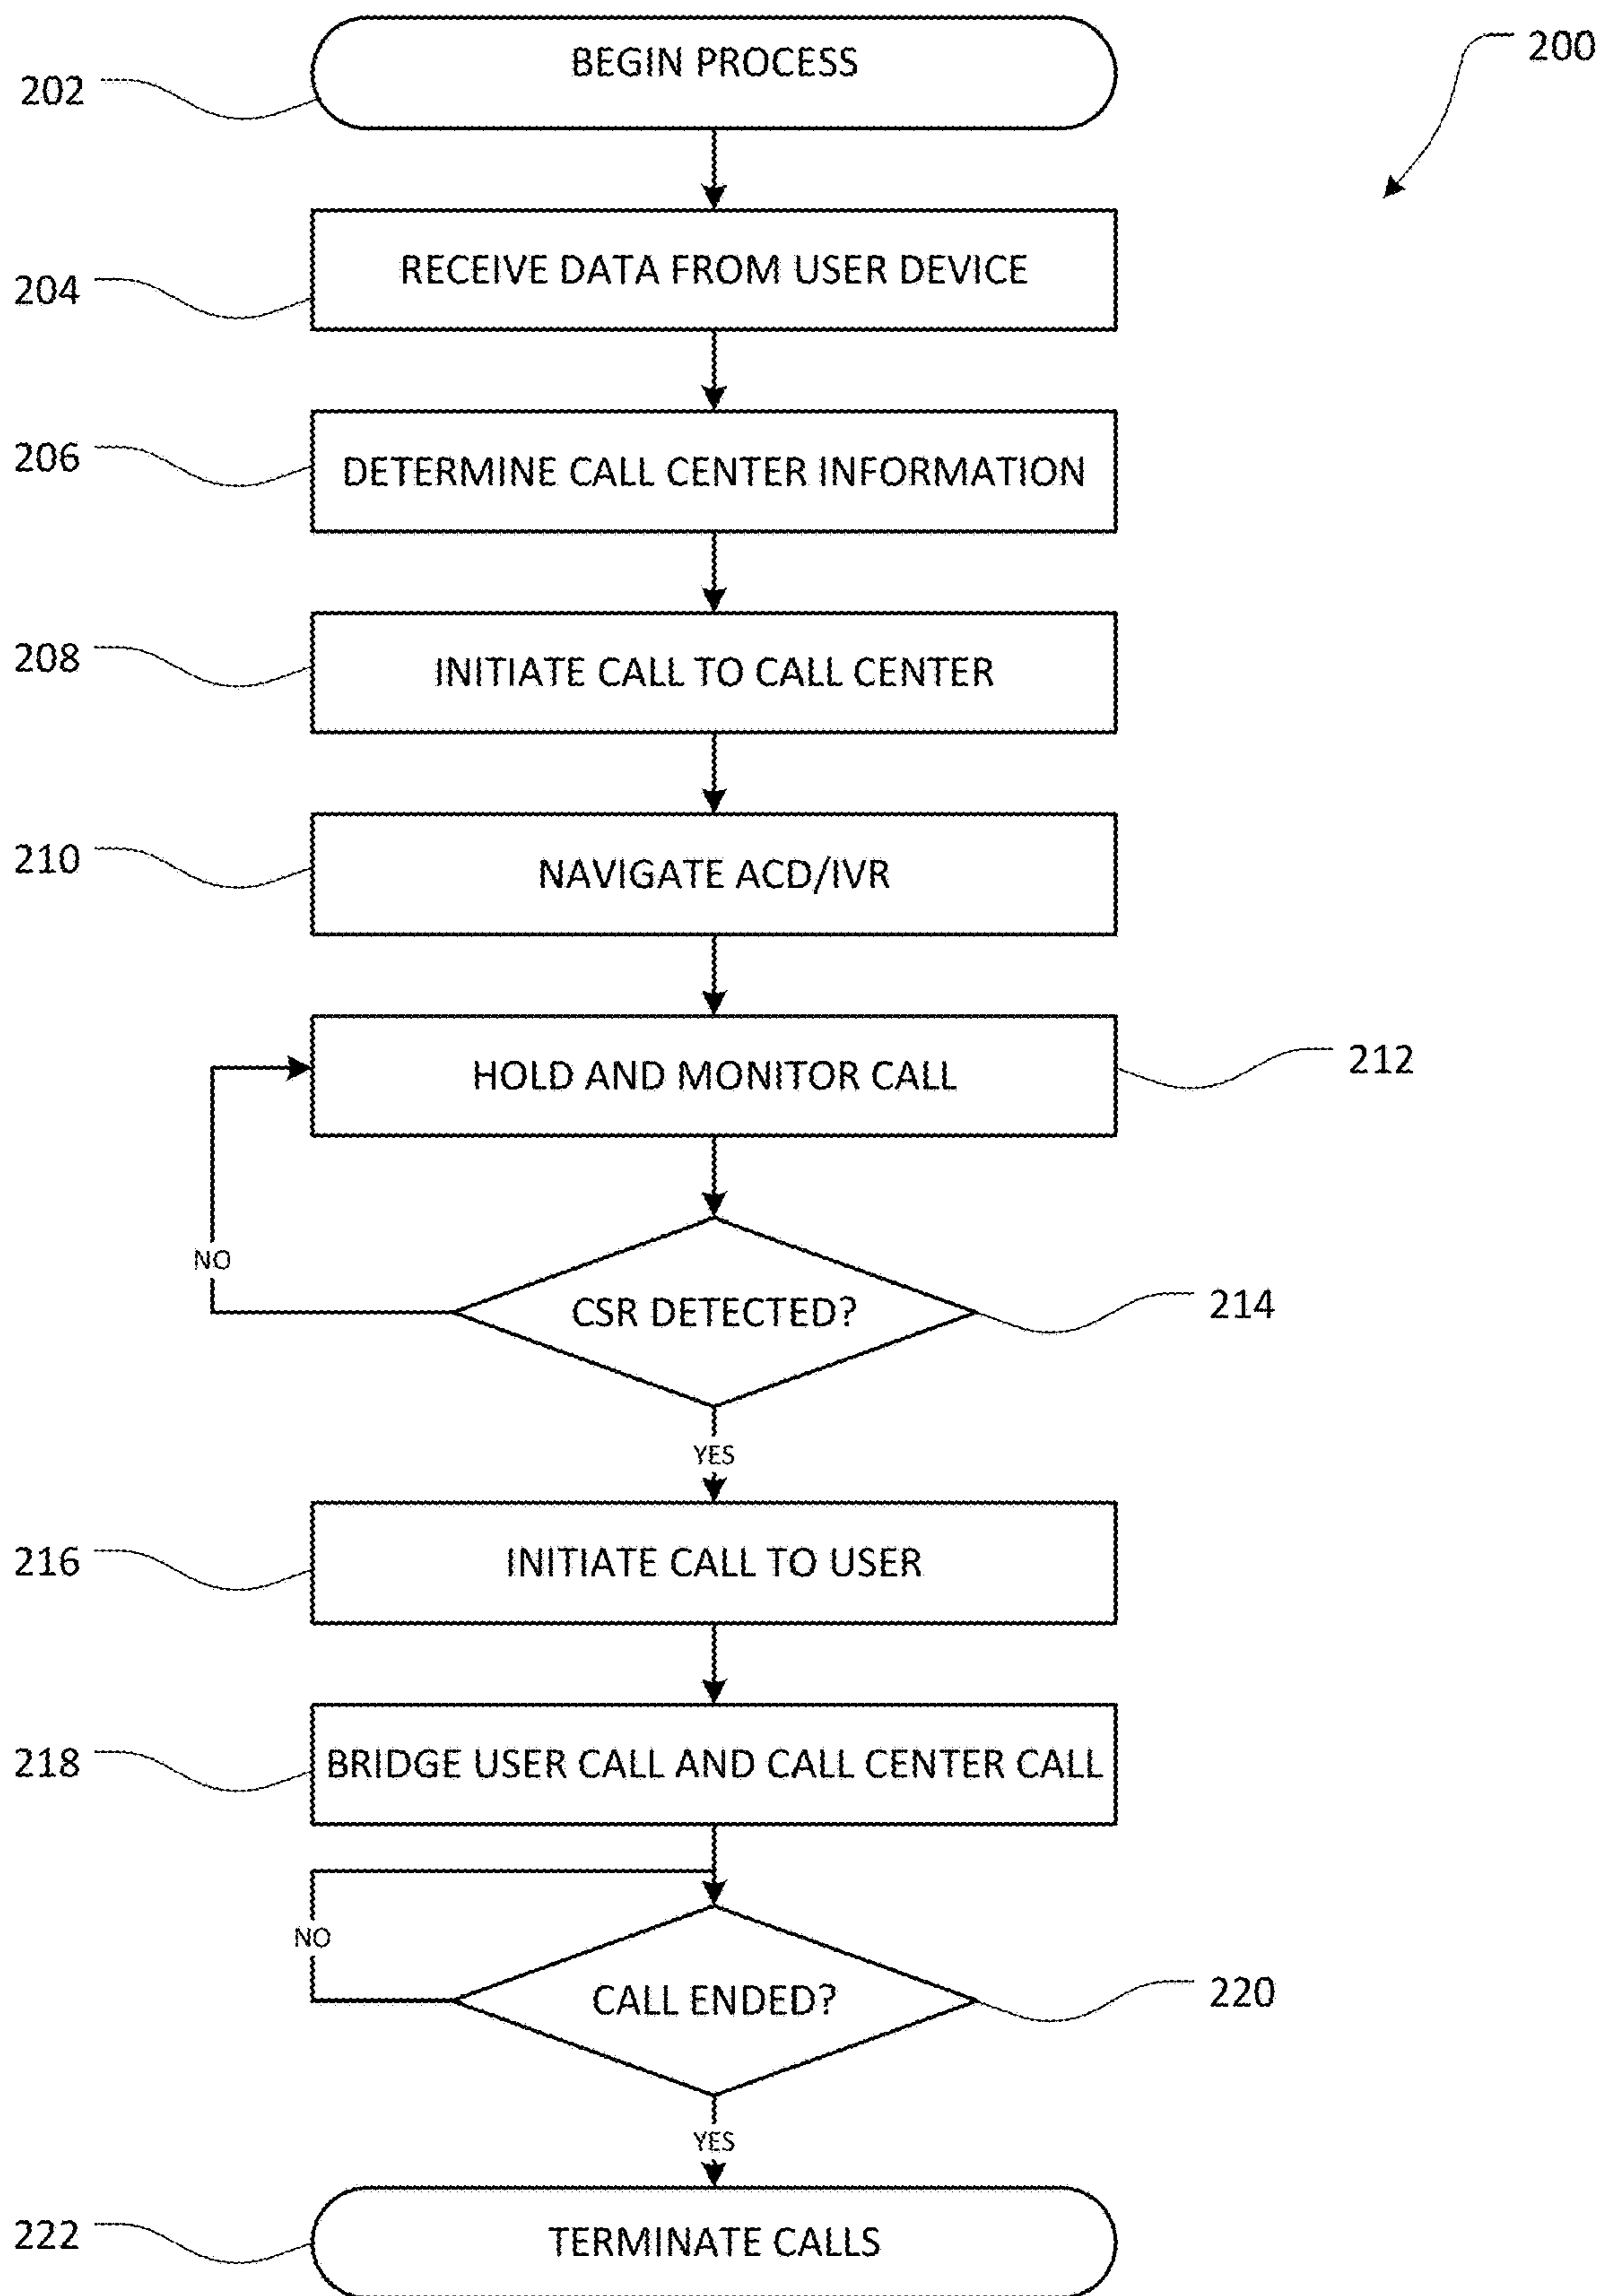 BEGIN PROCESS
200
202
RECEIVE DATA FROM USER DEVICE
204
DETERMINE CALL CENTER INFORMATION
206
INITIATE CALL TO CALL CENTER
208
NAVIGATE ACD/IVR
210
HOLD AND MONITOR CALL
212
NO
CSR DETECTED?
214
YES
INITIATE CALL TO USER
216
BRIDGE USER CALL AND CALL CENTER CALL
218
NO
CALL ENDED?
220
YES
TERMINATE CALLS
222